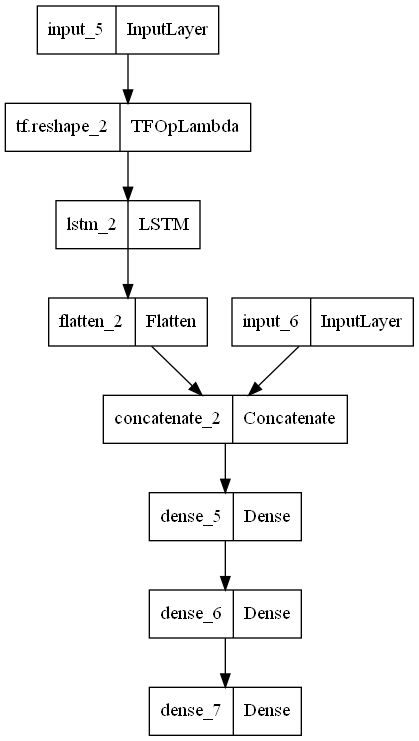 input_5 InputLayer
tf.reshape_2 TFOpLambda
lstm_2 LSTM
flatten_2 Flatten
input_6 InputLayer
concatenate_2 Concatenate
dense_5 Dense
dense_6 Dense
dense_7 Dense